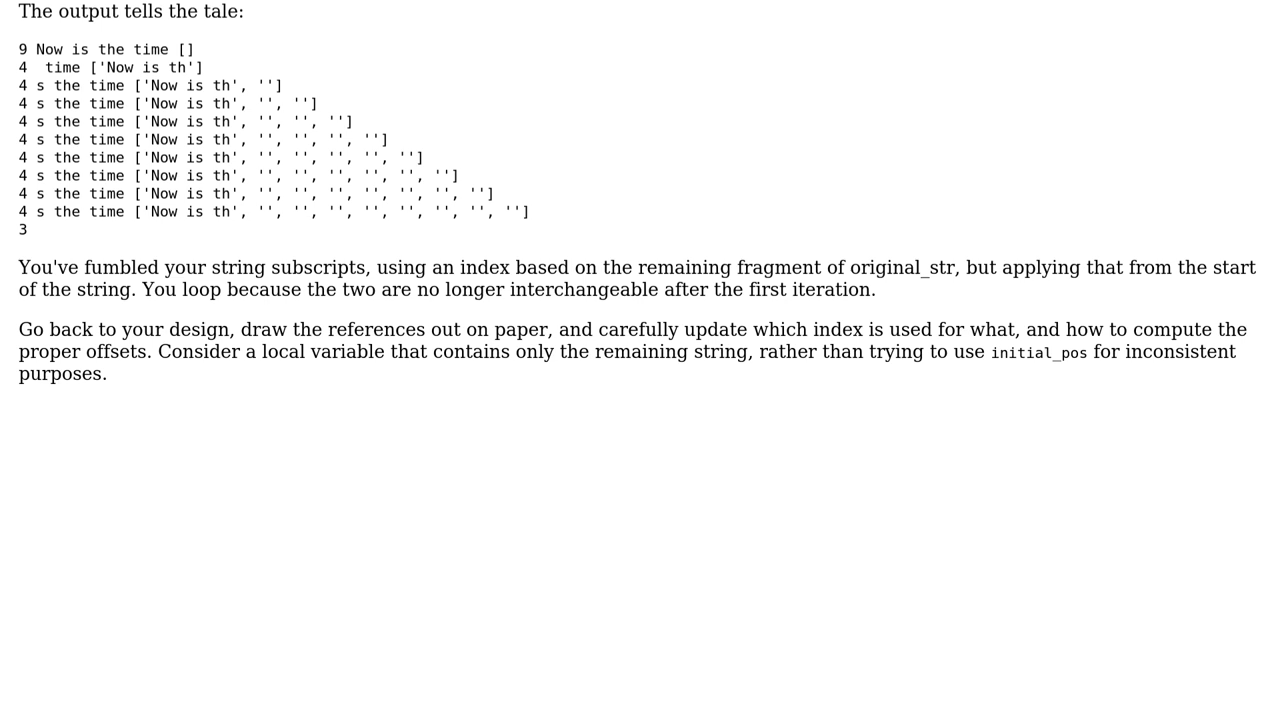 The output tells the tale:
9 Now is the time []
4  time ['Now is th']
4 s the time ['Now is th', '']
4 s the time ['Now is th', '', '']
4 s the time ['Now is th', '', '', '']
4 s the time ['Now is th', '', '', '', '']
4 s the time ['Now is th', '', '', '', '', '']
4 s the time ['Now is th', '', '', '', '', '', '']
4 s the time ['Now is th', '', '', '', '', '', '', '']
4 s the time ['Now is th', '', '', '', '', '', '', '', '']
3
You've fumbled your string subscripts, using an index based on the remaining fragment of original_str, but applying that from the start
of the string. You loop because the two are no longer interchangeable after the first iteration.
Go back to your design, draw the references out on paper, and carefully update which index is used for what, and how to compute the
proper offsets. Consider a local variable that contains only the remaining string, rather than trying to use initial_pos for inconsistent
purposes.